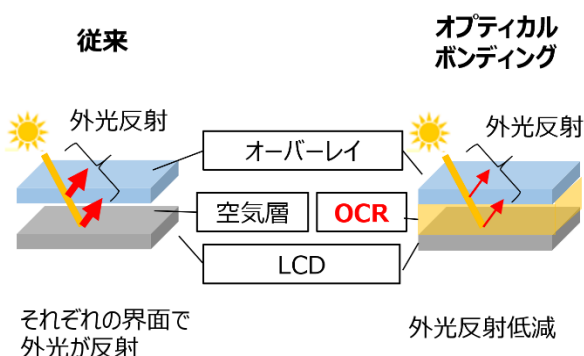 従来
オプティカル
ボンディング
外光反射
外光反射
オーバーレイ
空気層
OCR
LCD
それぞれの界面で
外光が反射
外光反射低減